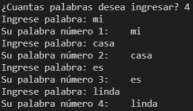 ¿Cuantas palabras desea ingresar? 4
Ingrese palabra: mi
Su palabra número 1:    mi
Ingrese palabra: casa
Su palabra número 2:    casa
Ingrese palabra: es
Su palabra número 3:    es
Ingrese palabra: linda
Su palabra número 4:    linda